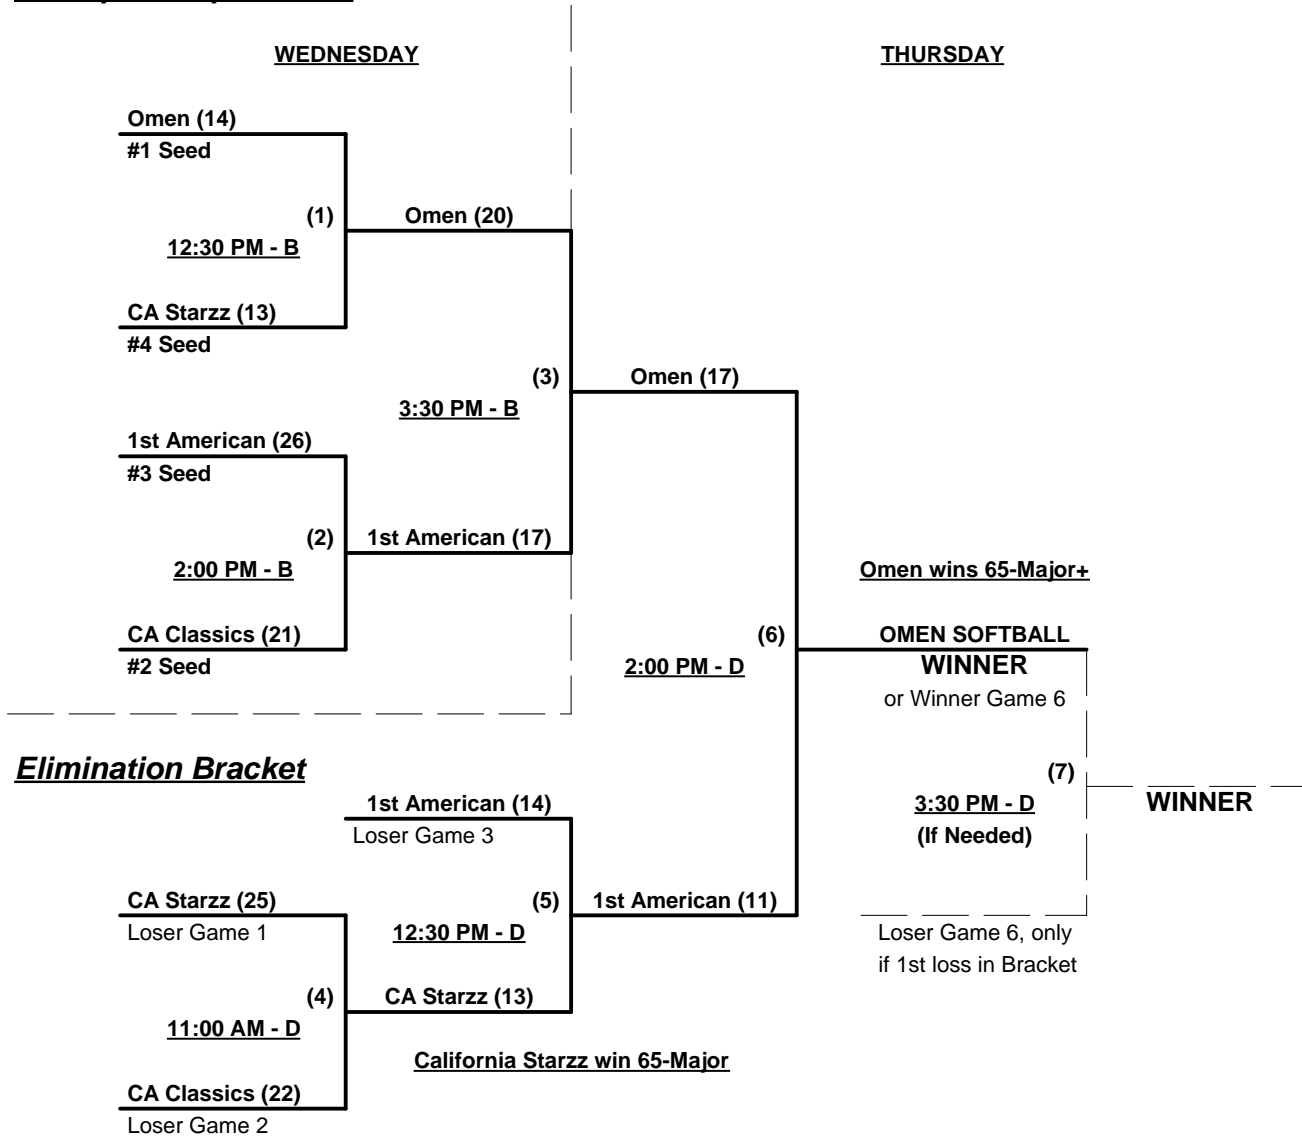 WEDNESDAY
THURSDAY
Omen (14)
#1 Seed
(1)
Omen (20)
12:30 PM - B
CA Starzz (13)
#4 Seed
(3)
Omen (17)
3:30 PM - B
1st American (26)
#3 Seed
(2)
1st American (17)
2:00 PM - B
Omen wins 65-Major+
CA Classics (21)
#2 Seed
(6)
OMEN SOFTBALL
2:00 PM - D
WINNER
or Winner Game 6
Elimination Bracket
(7)
1st American (14)
3:30 PM - D
WINNER
Loser Game 3
(If Needed)
CA Starzz (25)
Loser Game 1
(5)
1st American (11)
12:30 PM - D
Loser Game 6, only
if 1st loss in Bracket
(4)
CA Starzz (13)
11:00 AM - D
California Starzz win 65-Major
CA Classics (22)
Loser Game 2